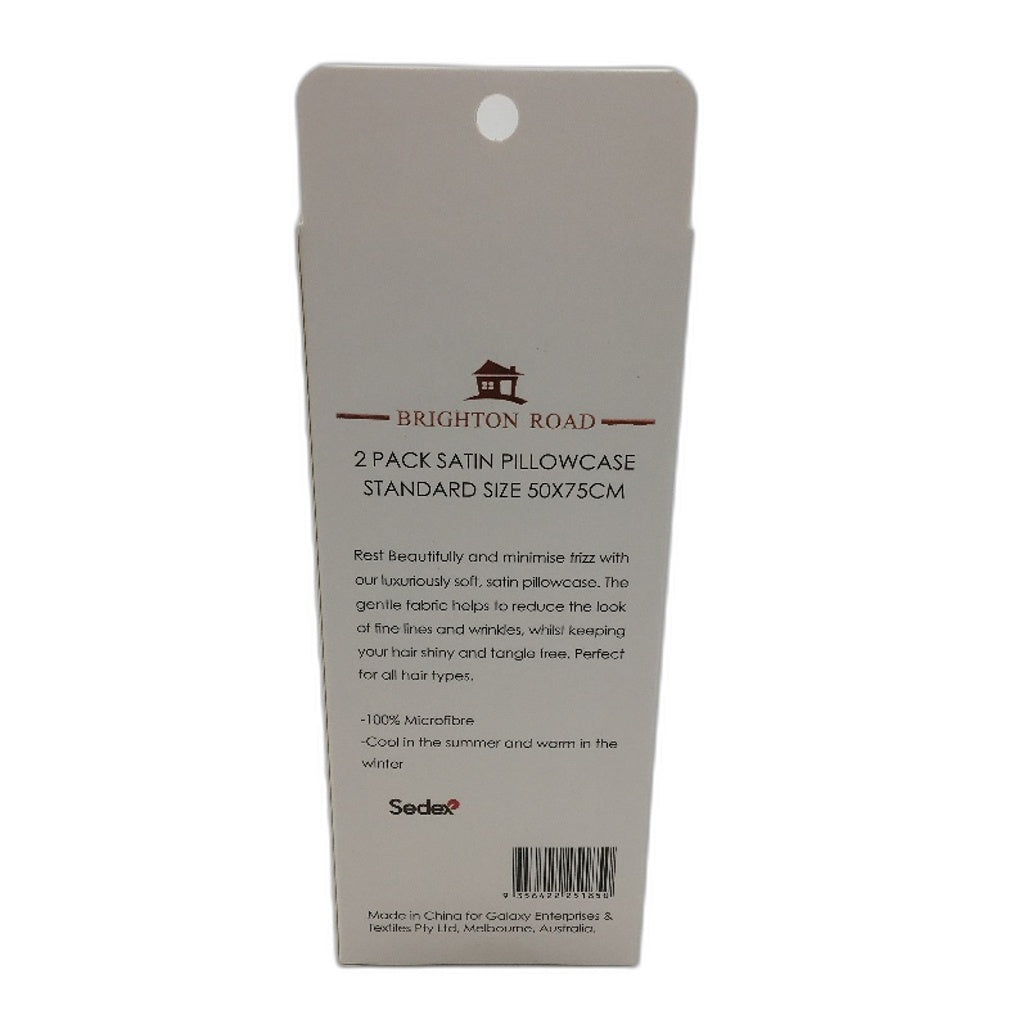 BRIGHTON ROAD
2 PACK SATIN PILLOWCASE
STANDARD SIZE 50X75CM
Rest Beautifully and minimise frizz with
our luxuriously soft, satin pillowcase. The
gentle fabric helps to reduce the look
of fine lines and wrinkles, whilst keeping
your hair shiny and tangle free. Perfect
for all hair types.
-100% Microfibre
-Cool in the summer and warm in the
winter
Sedex
Made in China for Galaxy Enterprises &
Textiles Pty Ltd, Melbourne, Australia.